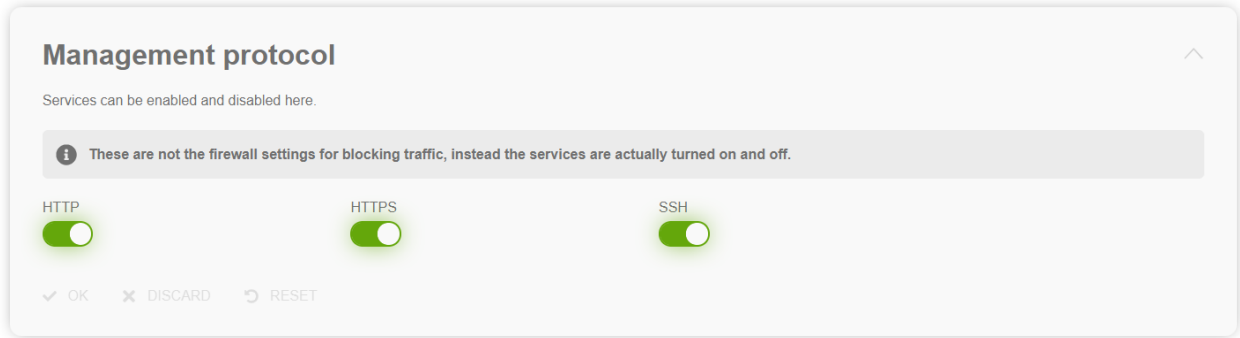 Management protocol
Services can be enabled and disabled here.
These are not the firewall settings for blocking traffic, instead the services are actually turned on and off.
HTTP HTTPS SSH
OK DISCARD RESET